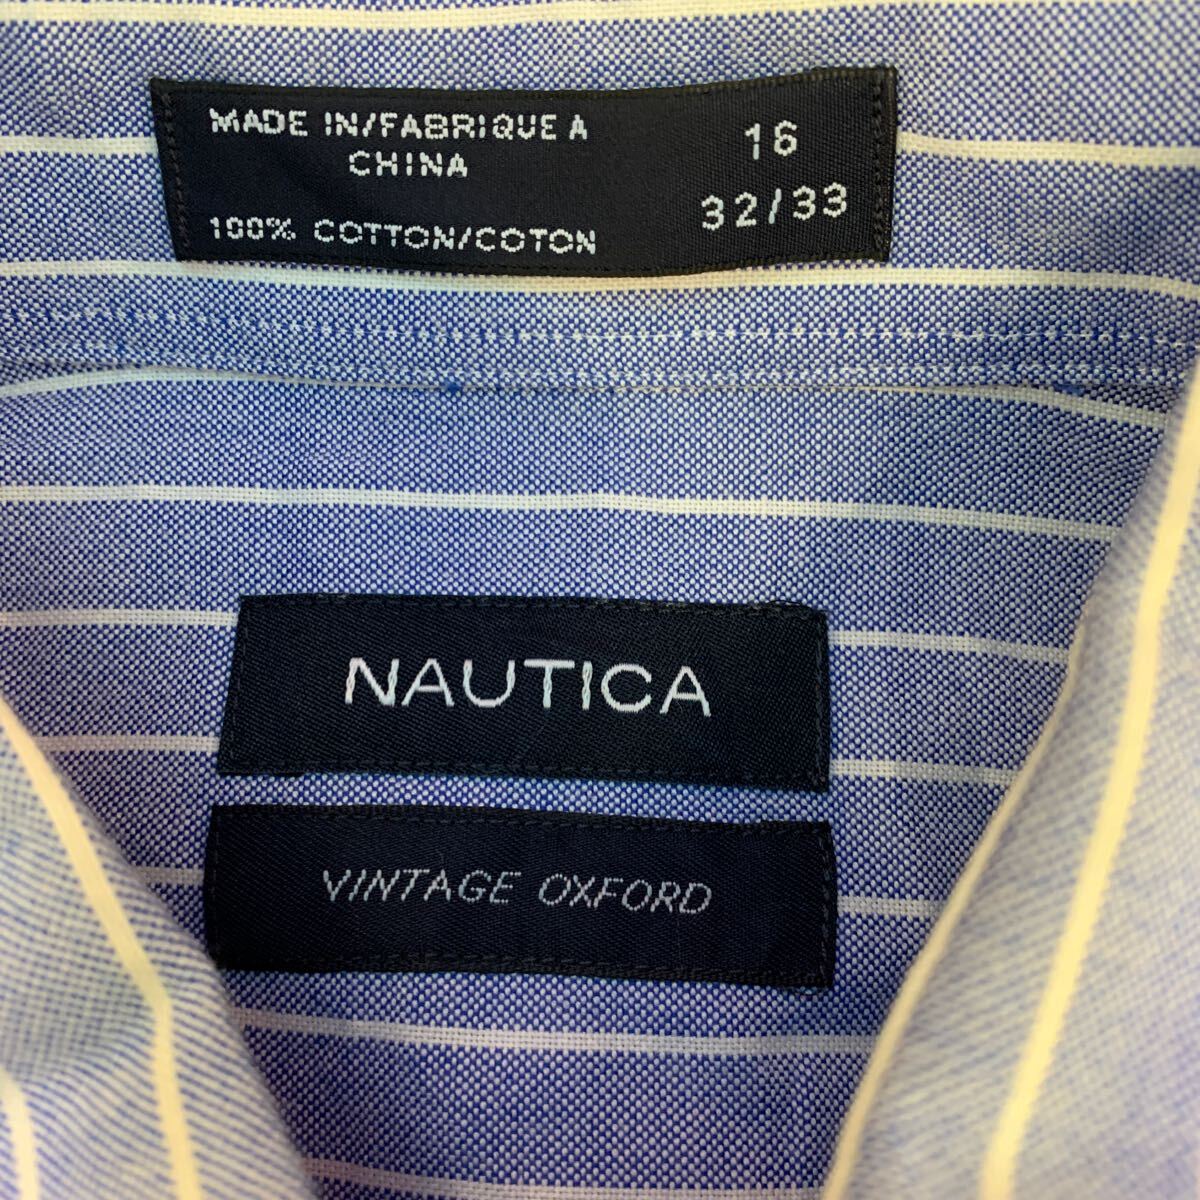 MADE IN/FABRIQUE A
CHINA
100% COTTON/COTON
16
32/33
NAUTICA
VINTAGE OXFORD